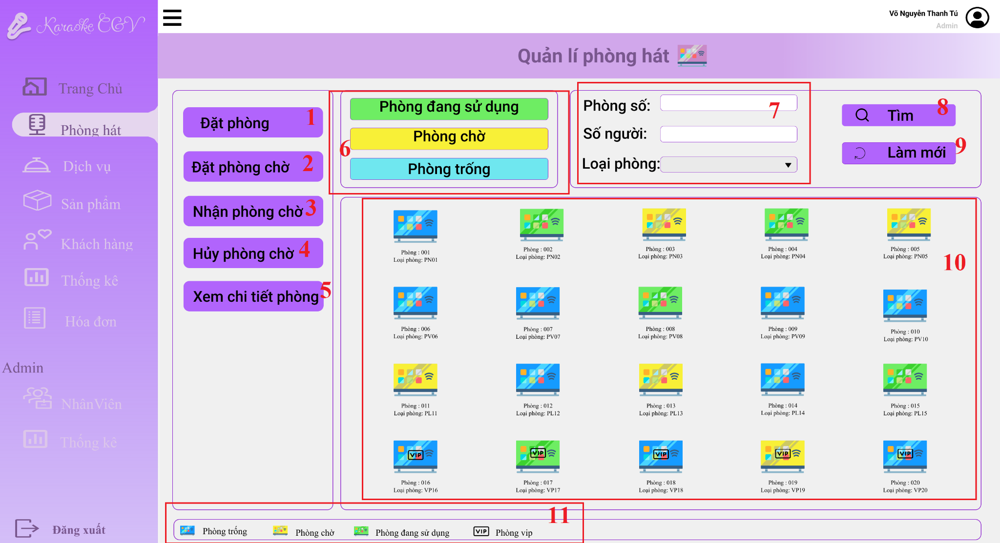 Karaoke CGV
Võ Nguyễn Thanh Tú
Admin
Quản lí phòng hát
Trang Chủ
Phòng hát
Dịch vụ
Sản phẩm
Khách hàng
Thống kê
Hóa đơn
Admin
NhânViên
Thống kê
Đăng xuất
Đặt phòng 1
Đặt phòng chờ 2
Nhận phòng chờ 3
Hủy phòng chờ 4
Xem chi tiết phòng 5
Phòng đang sử dụng
Phòng chờ
6
Phòng trống
Phòng số: 7
Số người:
Loại phòng:
Tìm 8
Làm mới 9
10
Phòng : 001
Loại phòng: PN01
Phòng : 002
Loại phòng: PN02
Phòng : 003
Loại phòng: PN03
Phòng : 004
Loại phòng: PN04
Phòng : 005
Loại phòng: PN05
Phòng : 006
Loại phòng: PV06
Phòng : 007
Loại phòng: PV07
Phòng : 008
Loại phòng: PV08
Phòng : 009
Loại phòng: PV09
Phòng : 010
Loại phòng: PV10
Phòng : 011
Loại phòng: PL11
Phòng : 012
Loại phòng: PL12
Phòng : 013
Loại phòng: PL13
Phòng : 014
Loại phòng: PL14
Phòng : 015
Loại phòng: PL15
VIP
Phòng : 016
Loại phòng: VP16
VIP
Phòng : 017
Loại phòng: VP17
VIP
Phòng : 018
Loại phòng: VP18
VIP
Phòng : 019
Loại phòng: VP19
VIP
Phòng : 020
Loại phòng: VP20
11
Phòng trống
Phòng chờ
Phòng đang sử dụng
VIP Phòng vip